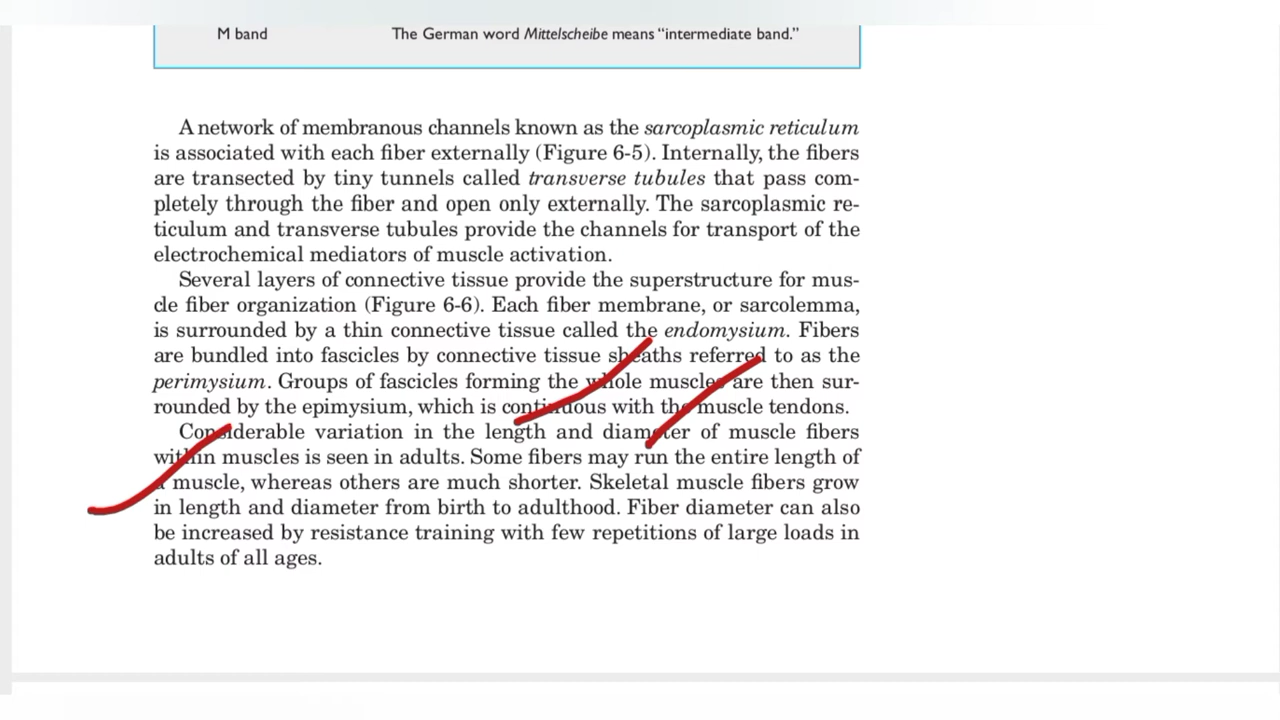 M band The German word Mittelscheibe means “intermediate band.”
A network of membranous channels known as the sarcoplasmic reticulum
is associated with each fiber externally (Figure 6-5). Internally, the fibers
are transected by tiny tunnels called transverse tubules that pass com-
pletely through the fiber and open only externally. The sarcoplasmic re-
ticulum and transverse tubules provide the channels for transport of the
electrochemical mediators of muscle activation.
Several layers of connective tissue provide the superstructure for mus-
cle fiber organization (Figure 6-6). Each fiber membrane, or sarcolemma,
is surrounded by a thin connective tissue called the endomysium. Fibers
are bundled into fascicles by connective tissue sheaths referred to as the
perimysium. Groups of fascicles forming the whole muscles are then sur-
rounded by the epimysium, which is continuous with the muscle tendons.
Considerable variation in the length and diameter of muscle fibers
within muscles is seen in adults. Some fibers may run the entire length of
a muscle, whereas others are much shorter. Skeletal muscle fibers grow
in length and diameter from birth to adulthood. Fiber diameter can also
be increased by resistance training with few repetitions of large loads in
adults of all ages.